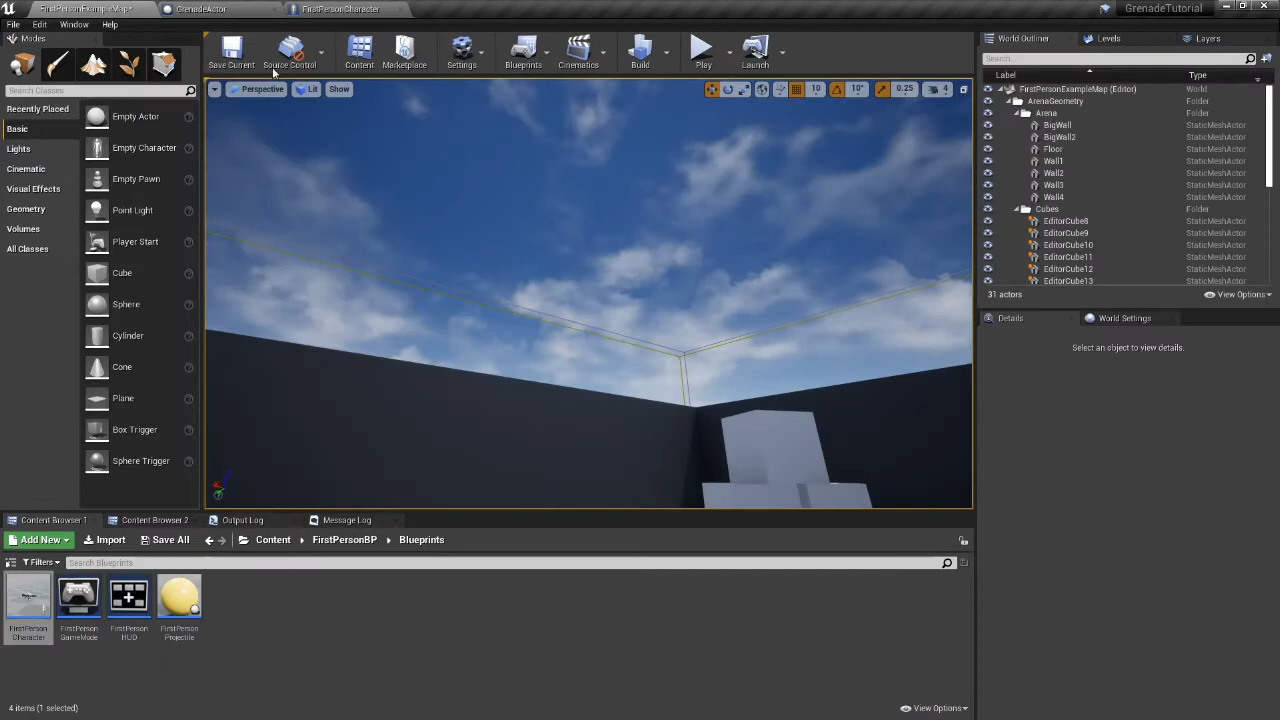 FirstPersonExampleMap*
GrenadeActor
FirstPersonCharacter
GrenadeTutorial
File Edit Window Help
Modes
Search Classes
Recently Placed
Basic
Lights
Cinematic
Visual Effects
Geometry
Volumes
All Classes
Empty Actor
Empty Character
Empty Pawn
Point Light
Player Start
Cube
Sphere
Cylinder
Cone
Plane
Box Trigger
Sphere Trigger
Save Current
Source Control
Content
Marketplace
Settings
Blueprints
Cinematics
Build
Play
Launch
Perspective
Lit
Show
10
10°
0.25
4
World Outliner
Levels
Layers
Search...
Label Type
FirstPersonExampleMap (Editor) World
ArenaGeometry Folder
Arena Folder
BigWall StaticMeshActor
BigWall2 StaticMeshActor
Floor StaticMeshActor
Wall1 StaticMeshActor
Wall2 StaticMeshActor
Wall3 StaticMeshActor
Wall4 StaticMeshActor
Cubes Folder
EditorCube8 StaticMeshActor
EditorCube9 StaticMeshActor
EditorCube10 StaticMeshActor
EditorCube11 StaticMeshActor
EditorCube12 StaticMeshActor
EditorCube13 StaticMeshActor
31 actors
View Options
Details
World Settings
Select an object to view details.
Content Browser 1
Content Browser 2
Output Log
Message Log
Add New
Import
Save All
Content
FirstPersonBP
Blueprints
Filters
Search Blueprints
FirstPerson
Character
FirstPerson
GameMode
FirstPerson
HUD
FirstPerson
Projectile
4 items (1 selected)
View Options